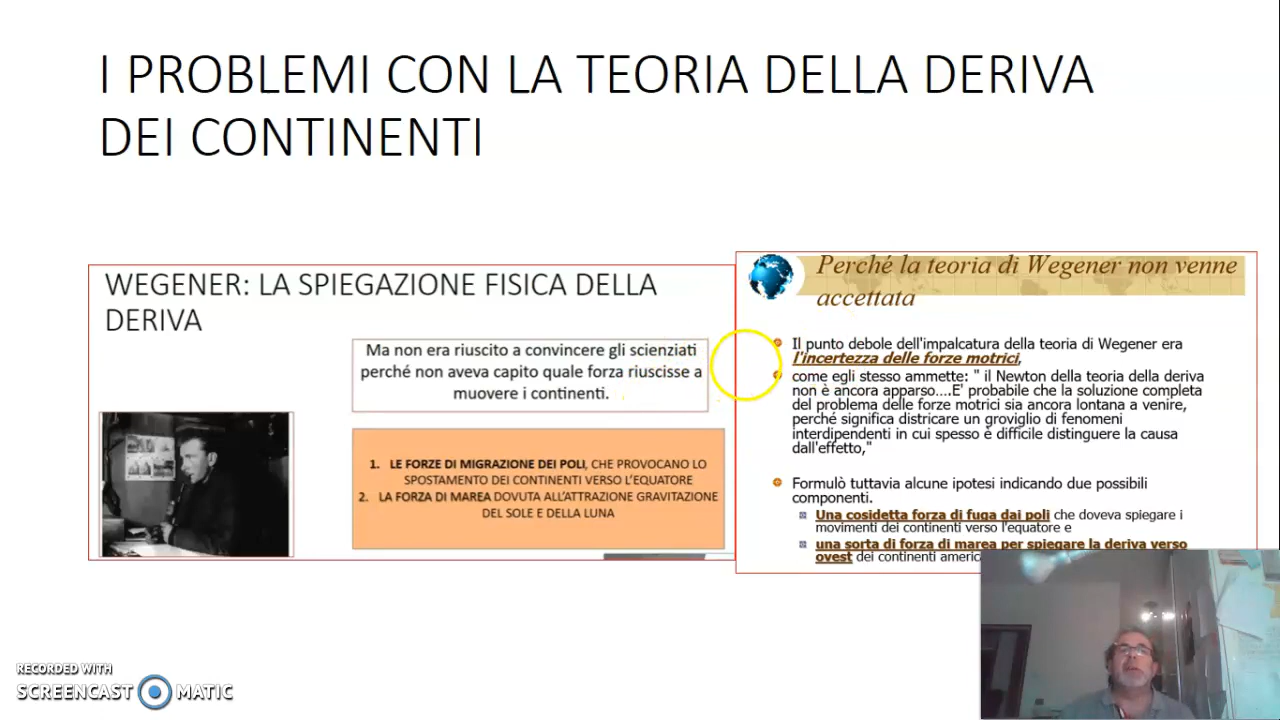 I PROBLEMI CON LA TEORIA DELLA DERIVA
DEI CONTINENTI
WEGENER: LA SPIEGAZIONE FISICA DELLA
DERIVA
Ma non era riuscito a convincere gli scienziati
perché non aveva capito quale forza riuscisse a
muovere i continenti.
1. LE FORZE DI MIGRAZIONE DEI POLI, CHE PROVOCANO LO
SPOSTAMENTO DEI CONTINENTI VERSO L'EQUATORE
2. LA FORZA DI MAREA DOVUTA ALL'ATTRAZIONE GRAVITAZIONE
DEL SOLE E DELLA LUNA
Perché la teoria di Wegener non venne
accettata
Il punto debole dell'impalcatura della teoria di Wegener era
l'incertezza delle forze motrici,
come egli stesso ammette: " il Newton della teoria della deriva
non è ancora apparso....E' probabile che la soluzione completa
del problema delle forze motrici sia ancora lontana a venire,
perché significa districare un groviglio di fenomeni
interdipendenti in cui spesso è difficile distinguere la causa
dall'effetto,"
Formulò tuttavia alcune ipotesi indicando due possibili
componenti.
Una cosidetta forza di fuga dai poli che doveva spiegare i
movimenti dei continenti verso l'equatore e
una sorta di forza di marea per spiegare la deriva verso
ovest dei continenti americ
RECORDED WITH
SCREENCAST MATIC